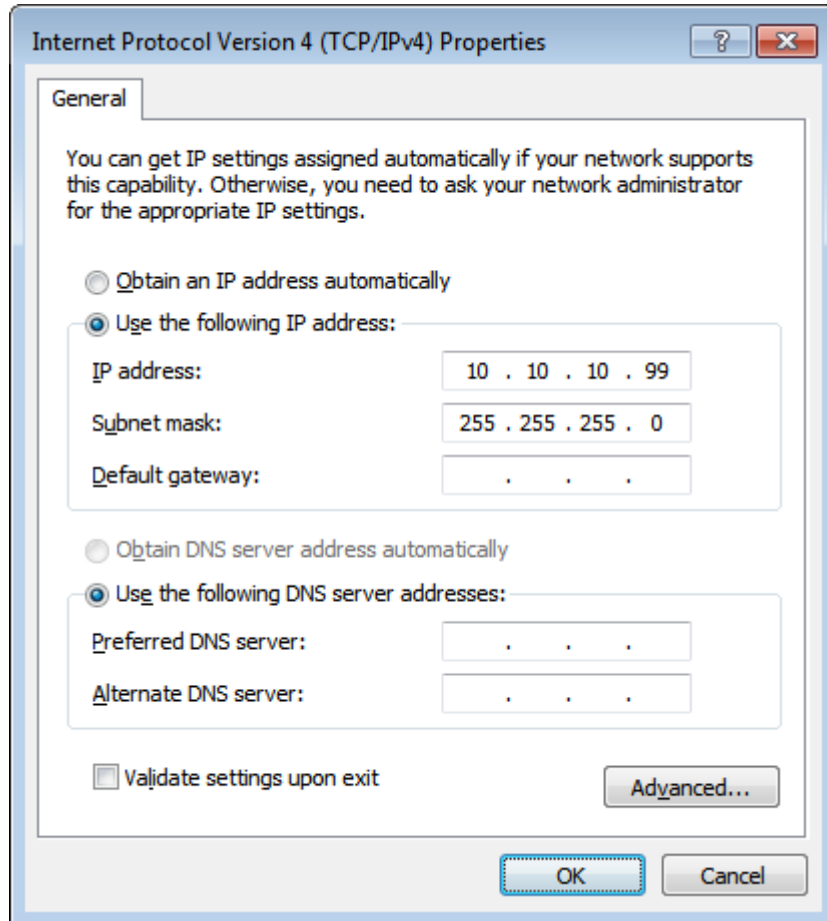 Internet Protocol Version 4 (TCP/IPv4) Properties
?
General
You can get IP settings assigned automatically if your network supports
this capability. Otherwise, you need to ask your network administrator
for the appropriate IP settings.
Obtain an IP address automatically
Use the following IP address:
IP address: 10 . 10 . 10 . 99
Subnet mask: 255 . 255 . 255 . 0
Default gateway: . . .
Obtain DNS server address automatically
Use the following DNS server addresses:
Preferred DNS server: . . .
Alternate DNS server: . . .
Validate settings upon exit
Advanced...
OK Cancel